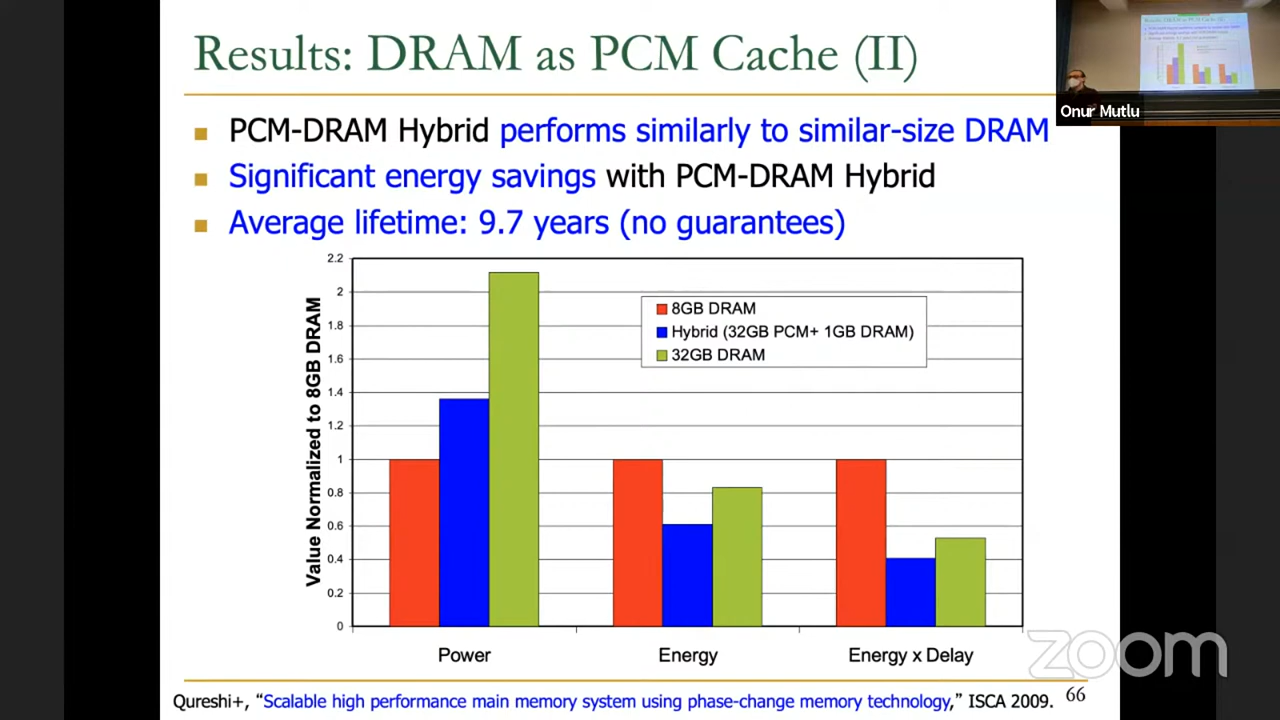 Results: DRAM as PCM Cache (II)
Onur Mutlu
■ PCM-DRAM Hybrid performs similarly to similar-size DRAM
■ Significant energy savings with PCM-DRAM Hybrid
■ Average lifetime: 9.7 years (no guarantees)
Value Normalized to 8GB DRAM
2.2
2
1.8
1.6
1.4
1.2
1
0.8
0.6
0.4
0.2
0
8GB DRAM
Hybrid (32GB PCM+ 1GB DRAM)
32GB DRAM
Power Energy Energy x Delay
zoom
Qureshi+, “Scalable high performance main memory system using phase-change memory technology,” ISCA 2009. 66